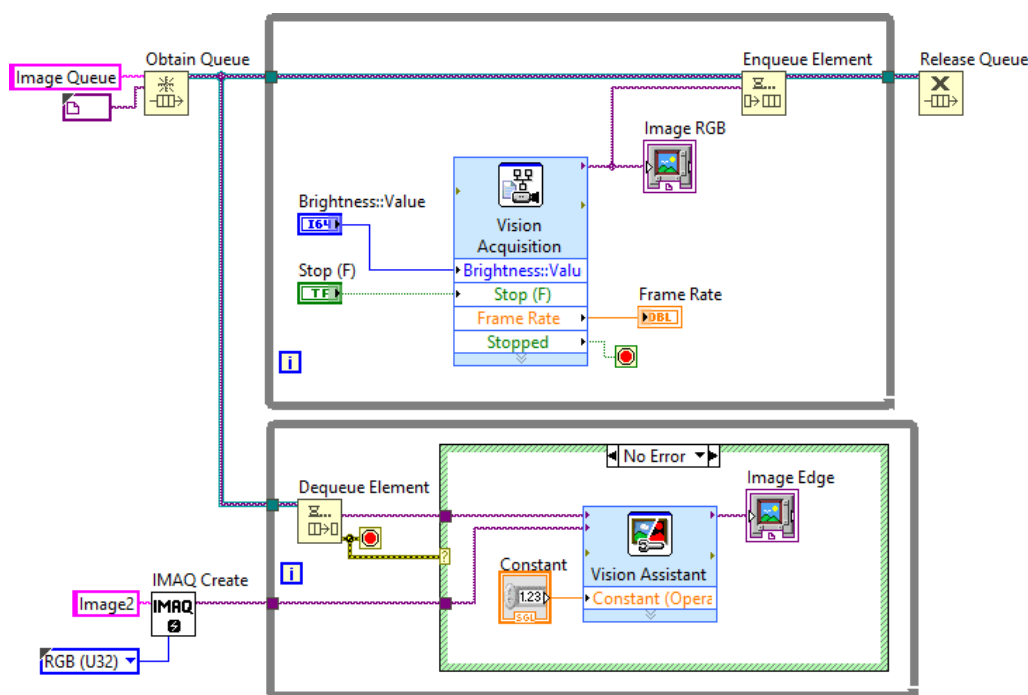 Obtain Queue
Enqueue Element
Release Queue
Image Queue
Image RGB
Brightness::Value
I64
Vision
Acquisition
Brightness::Valu
Stop (F)
TF
Stop (F)
Frame Rate
Frame Rate
DBL
Stopped
i
No Error
Dequeue Element
Image Edge
?
i
Constant
1.23
SGL
Vision Assistant
Constant (Opera
IMAQ Create
Image2
IMAQ
RGB (U32)